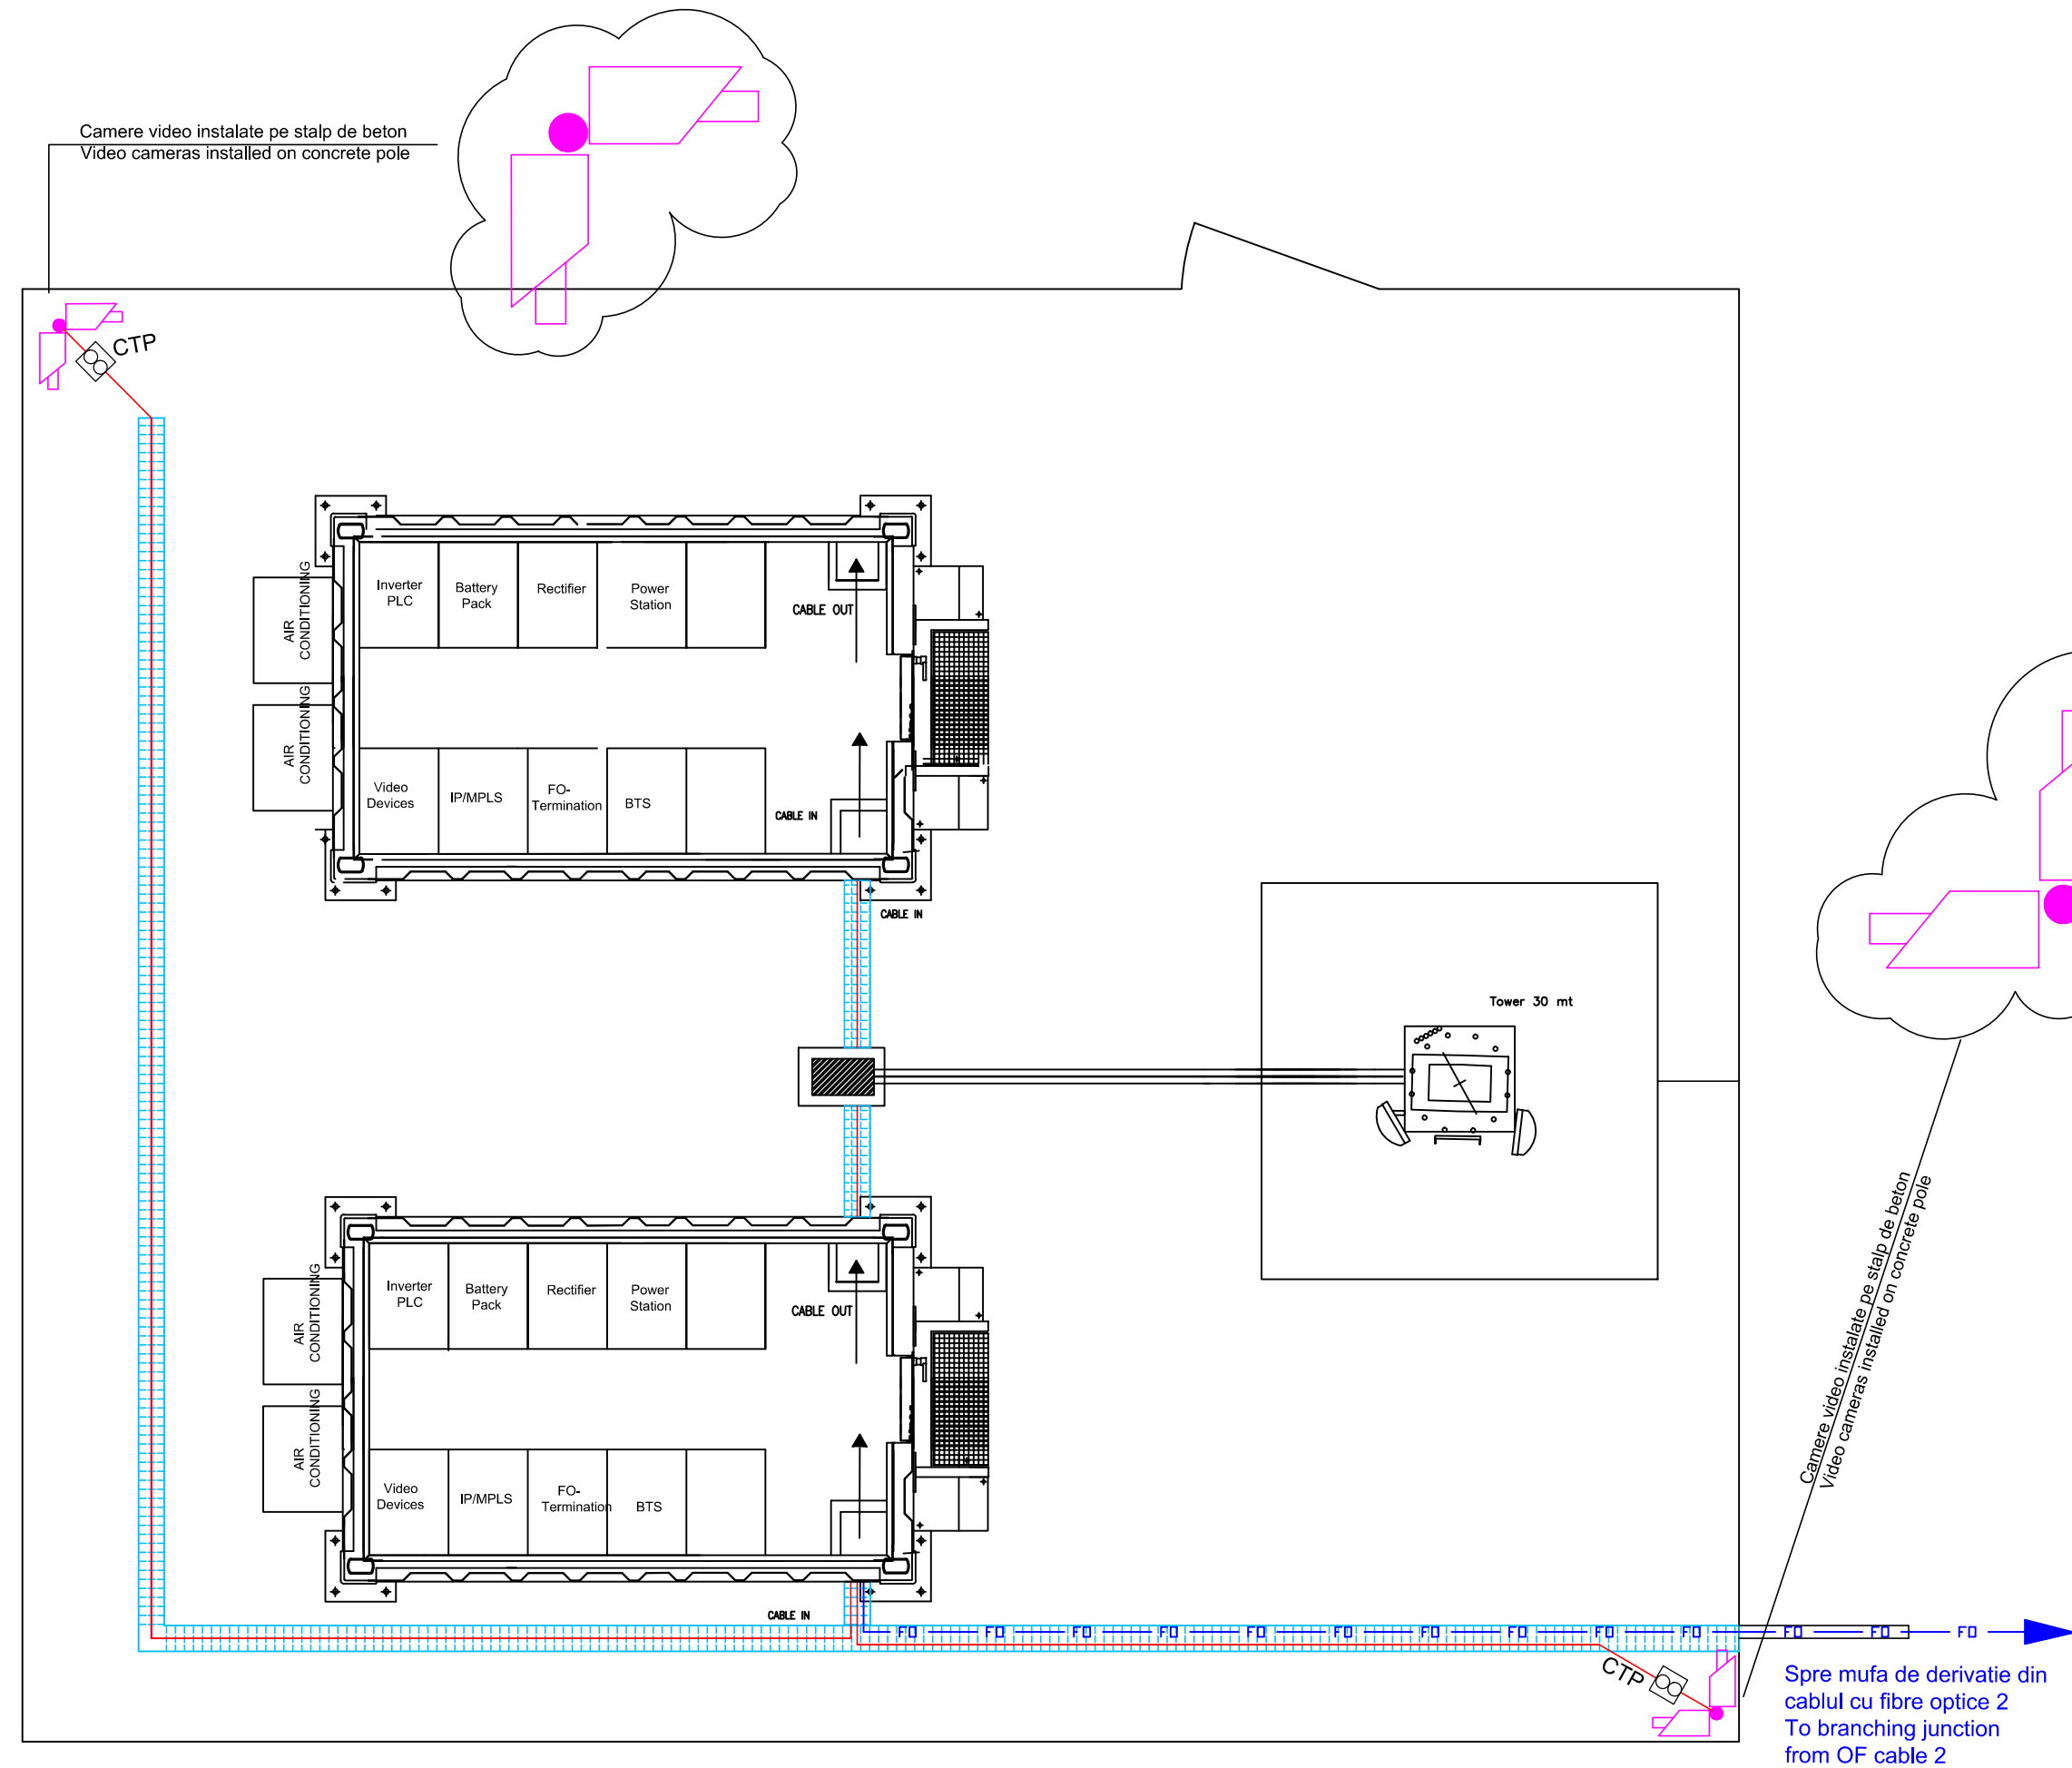 Camere video instalate pe stalp de beton
Video cameras installed on concrete pole
CTP
AIR
CONDITIONING
AIR
CONDITIONING
Inverter
PLC
Battery
Pack
Rectifier
Power
Station
CABLE OUT
Video
Devices
IP/MPLS
FO-
Termination
BTS
CABLE IN
CABLE IN
Tower 30 mt
AIR
CONDITIONING
AIR
CONDITIONING
Inverter
PLC
Battery
Pack
Rectifier
Power
Station
CABLE OUT
Video
Devices
IP/MPLS
FO-
Termination
BTS
CABLE IN
Camere video instalate pe stalp de beton
Video cameras installed on concrete pole
FO FO FO FO FO FO FO FO FO FO FO FO FO
CTP
Spre mufa de derivatie din
cablul cu fibre optice 2
To branching junction
from OF cable 2